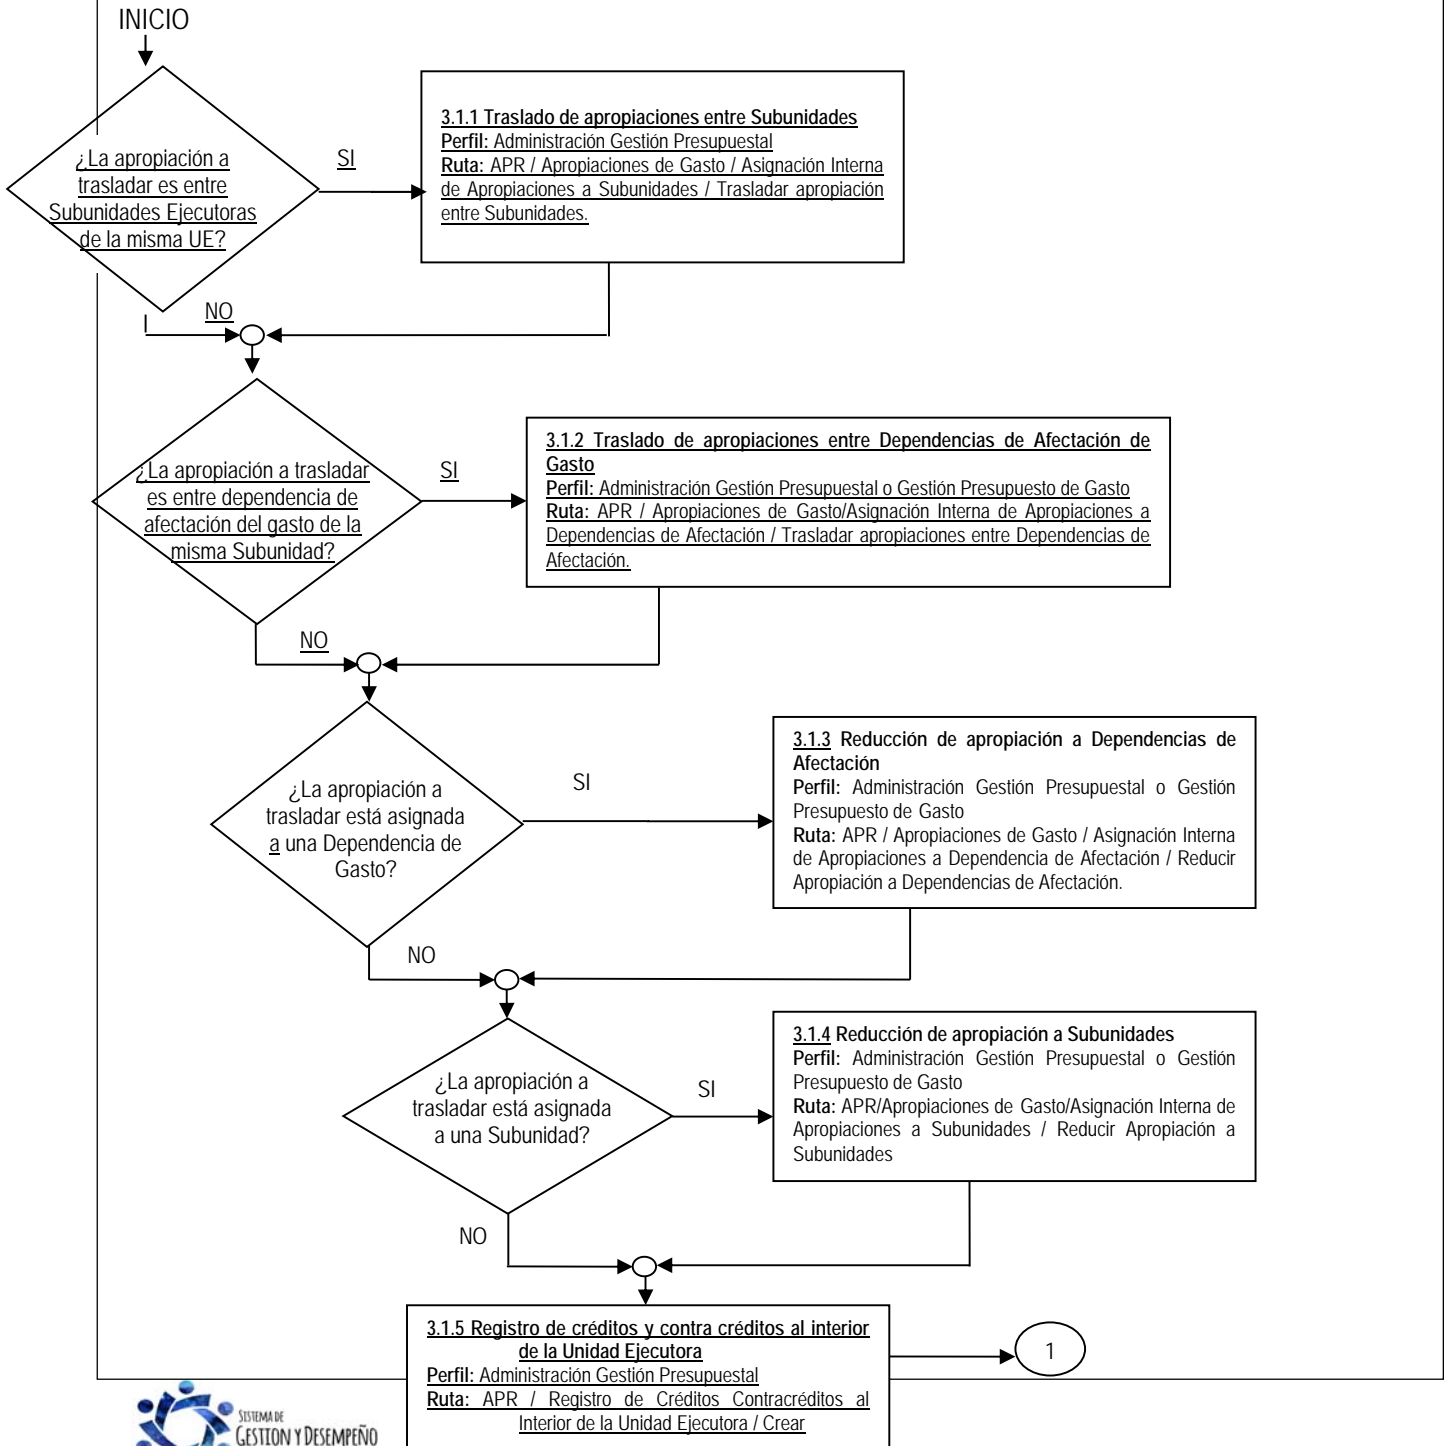 INICIO
¿La apropiación a
trasladar es entre
Subunidades Ejecutoras
de la misma UE?
SI
3.1.1 Traslado de apropiaciones entre Subunidades
Perfil: Administración Gestión Presupuestal
Ruta: APR / Apropiaciones de Gasto / Asignación Interna
de Apropiaciones a Subunidades / Trasladar apropiación
entre Subunidades.
NO
¿La apropiación a trasladar
es entre dependencia de
afectación del gasto de la
misma Subunidad?
SI
3.1.2 Traslado de apropiaciones entre Dependencias de Afectación de
Gasto
Perfil: Administración Gestión Presupuestal o Gestión Presupuesto de Gasto
Ruta: APR / Apropiaciones de Gasto/Asignación Interna de Apropiaciones a
Dependencias de Afectación / Trasladar apropiaciones entre Dependencias de
Afectación.
NO
¿La apropiación a
trasladar está asignada
a una Dependencia de
Gasto?
SI
3.1.3 Reducción de apropiación a Dependencias de
Afectación
Perfil: Administración Gestión Presupuestal o Gestión
Presupuesto de Gasto
Ruta: APR / Apropiaciones de Gasto / Asignación Interna
de Apropiaciones a Dependencia de Afectación / Reducir
Apropiación a Dependencias de Afectación.
NO
¿La apropiación a
trasladar está asignada
a una Subunidad?
SI
3.1.4 Reducción de apropiación a Subunidades
Perfil: Administración Gestión Presupuestal o Gestión
Presupuesto de Gasto
Ruta: APR/Apropiaciones de Gasto/Asignación Interna de
Apropiaciones a Subunidades / Reducir Apropiación a
Subunidades
NO
3.1.5 Registro de créditos y contra créditos al interior
de la Unidad Ejecutora
Perfil: Administración Gestión Presupuestal
Ruta: APR / Registro de Créditos Contracréditos al
Interior de la Unidad Ejecutora / Crear
1
SISTEMA DE
GESTION Y DESEMPEÑO